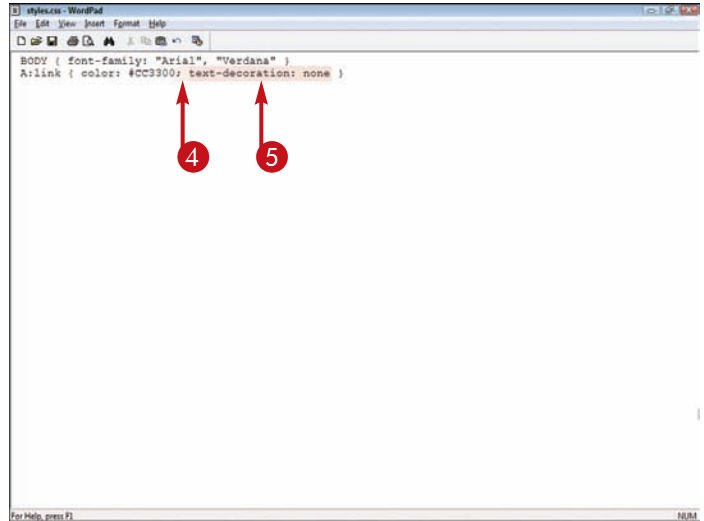 styles.css - WordPad
File Edit View Insert Format Help
BODY { font-family: "Arial", "Verdana" }
A:link { color: #CC3300; text-decoration: none }
4 5
For Help, press F1 NUM